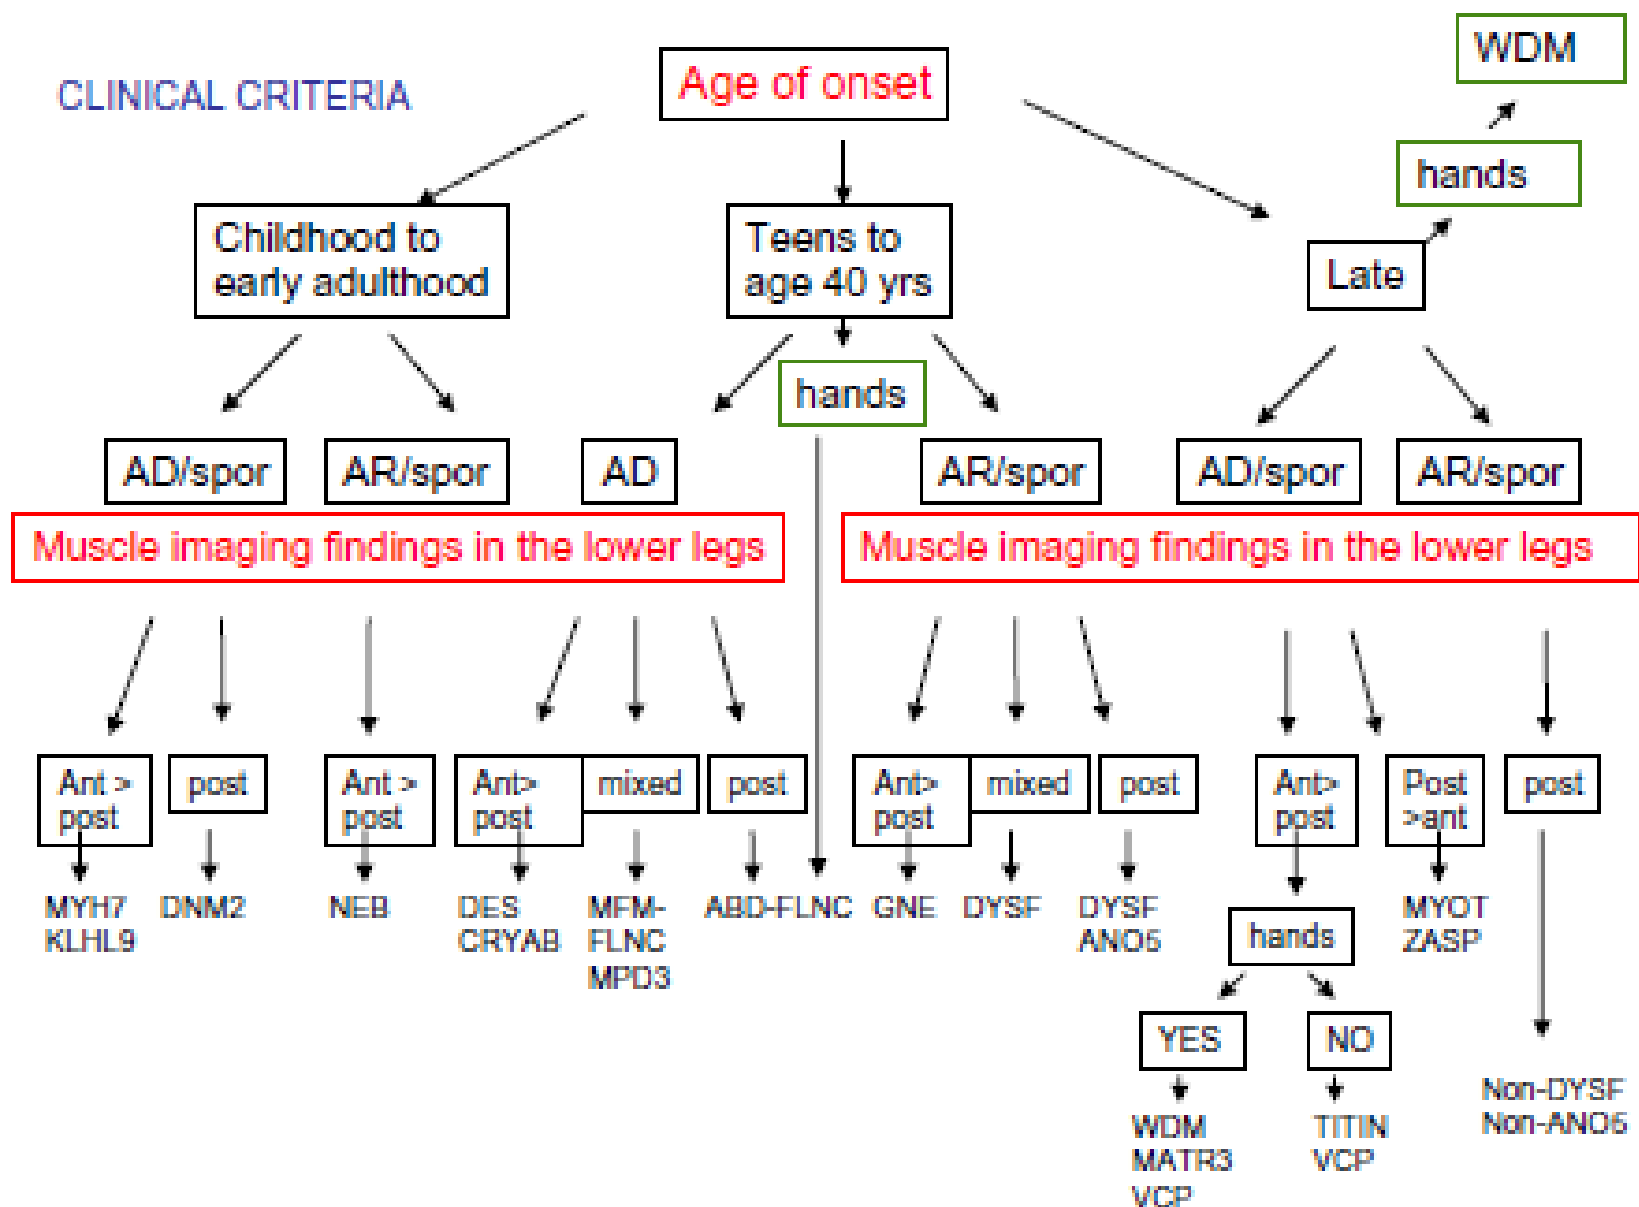 WDM
Age of onset
CLINICAL CRITERIA
hands
Childhood to
early adulthood
Teens to
age 40 yrs
Late
hands
AD/spor
AR/spor
AD
AR/spor
AD/spor
AR/spor
Muscle imaging findings in the lower legs
Muscle imaging findings in the lower legs
Ant >
post
post
Ant >
post
Ant>
post
mixed
post
Ant>
post
mixed
post
Ant>
post
Post
>ant
post
MYH7
KLHL9
DNM2
NEB
DES
CRYAB
MFM-
FLNC
MPD3
ABD-FLNC
GNE
DYSF
DYSF
ANO5
hands
MYOT
ZASP
YES
NO
WDM
MATR3
VCP
TITIN
VCP
Non-DYSF
Non-ANO5